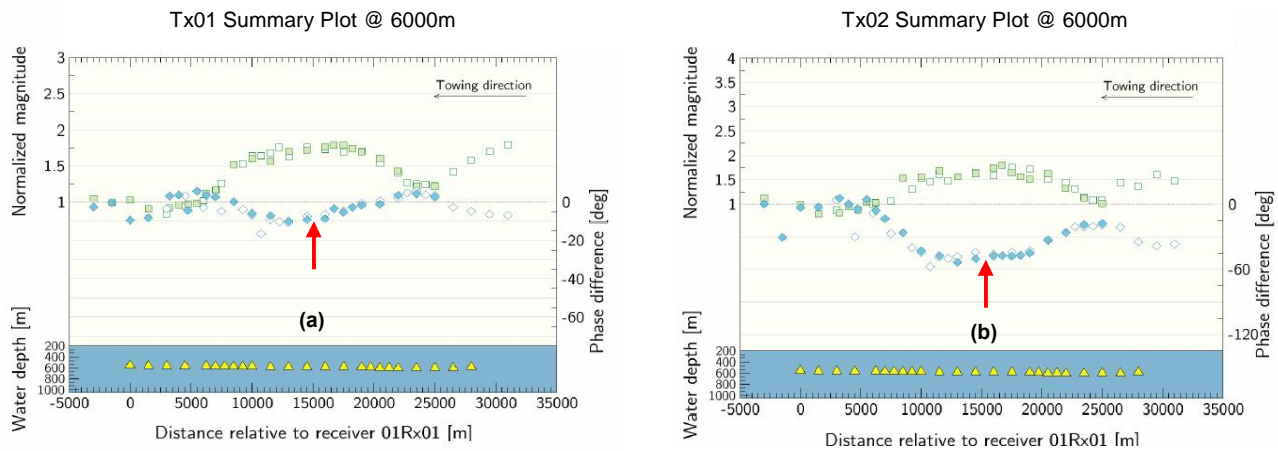 Tx01 Summary Plot @ 6000m
Normalized magnitude
3
2.5
2
1.5
1
Towing direction
0
-20
-40
-60
Phase difference [deg]
(a)
Water depth [m]
200
400
600
800
1000
-5000 0 5000 10000 15000 20000 25000 30000 35000
Distance relative to receiver 01Rx01 [m]
Tx02 Summary Plot @ 6000m
Normalized magnitude
4
3.5
3
2.5
2
1.5
1
Towing direction
0
-60
-120
Phase difference [deg]
(b)
Water depth [m]
200
400
600
800
1000
-5000 0 5000 10000 15000 20000 25000 30000 35000
Distance relative to receiver 01Rx01 [m]